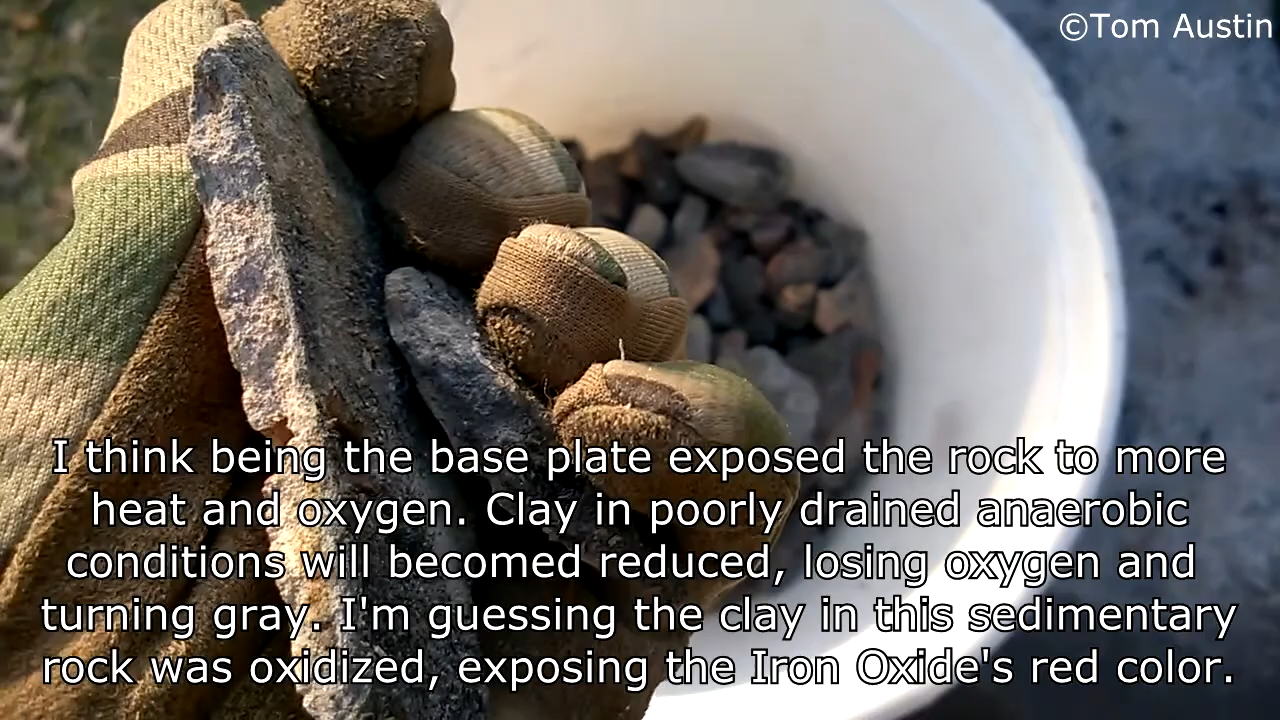 ©Tom Austin
I think being the base plate exposed the rock to more
heat and oxygen. Clay in poorly drained anaerobic
conditions will becomed reduced, losing oxygen and
turning gray. I'm guessing the clay in this sedimentary
rock was oxidized, exposing the Iron Oxide's red color.